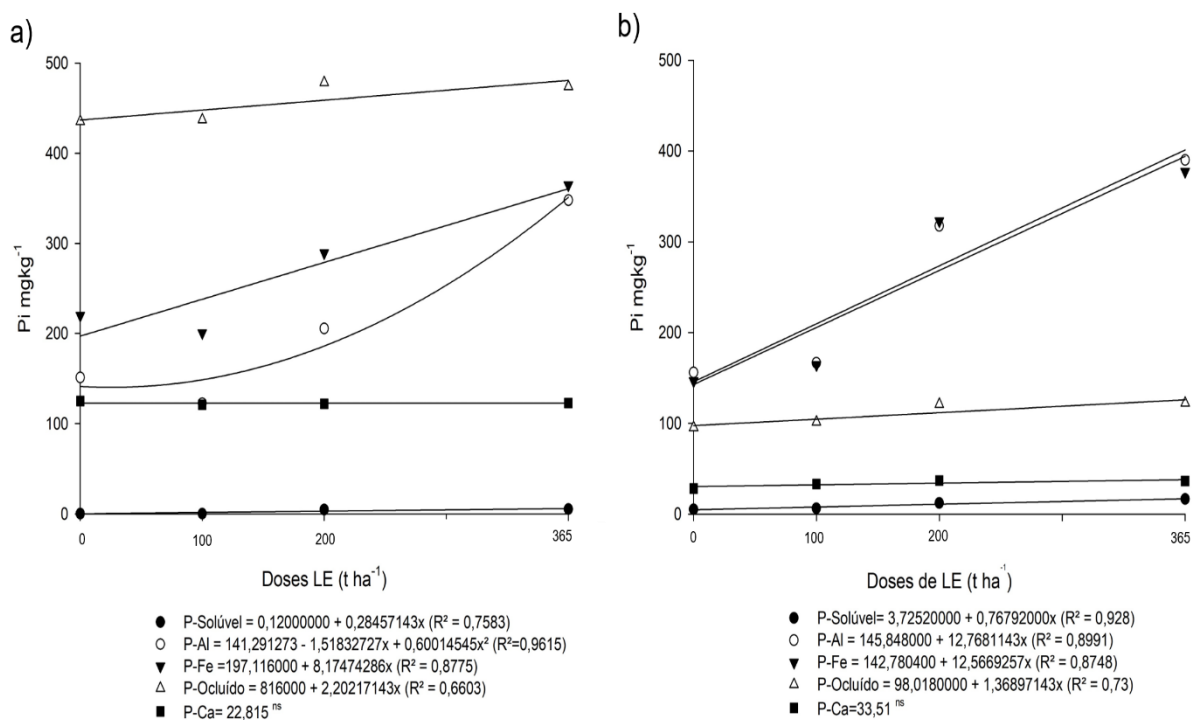 a)
500
400
300
200
100
0
Pi mgkg⁻¹
0 100 200 365
Doses LE (t ha⁻¹)
P-Solúvel = 0,12000000 + 0,28457143x (R² = 0,7583)
P-Al = 141,291273 - 1,51832727x + 0,60014545x² (R²=0,9615)
P-Fe =197,116000 + 8,17474286x (R² = 0,8775)
P-Ocluído = 816000 + 2,20217143x (R² = 0,6603)
P-Ca= 22,815 ns
b)
500
400
300
200
100
0
Pi mgkg⁻¹
0 100 200 365
Doses de LE (t ha⁻¹)
P-Solúvel = 3,72520000 + 0,76792000x (R² = 0,928)
P-Al = 145,848000 + 12,7681143x (R² = 0,8991)
P-Fe = 142,780400 + 12,5669257x (R² = 0,8748)
P-Ocluído = 98,0180000 + 1,36897143x (R² = 0,73)
P-Ca=33,51 ns